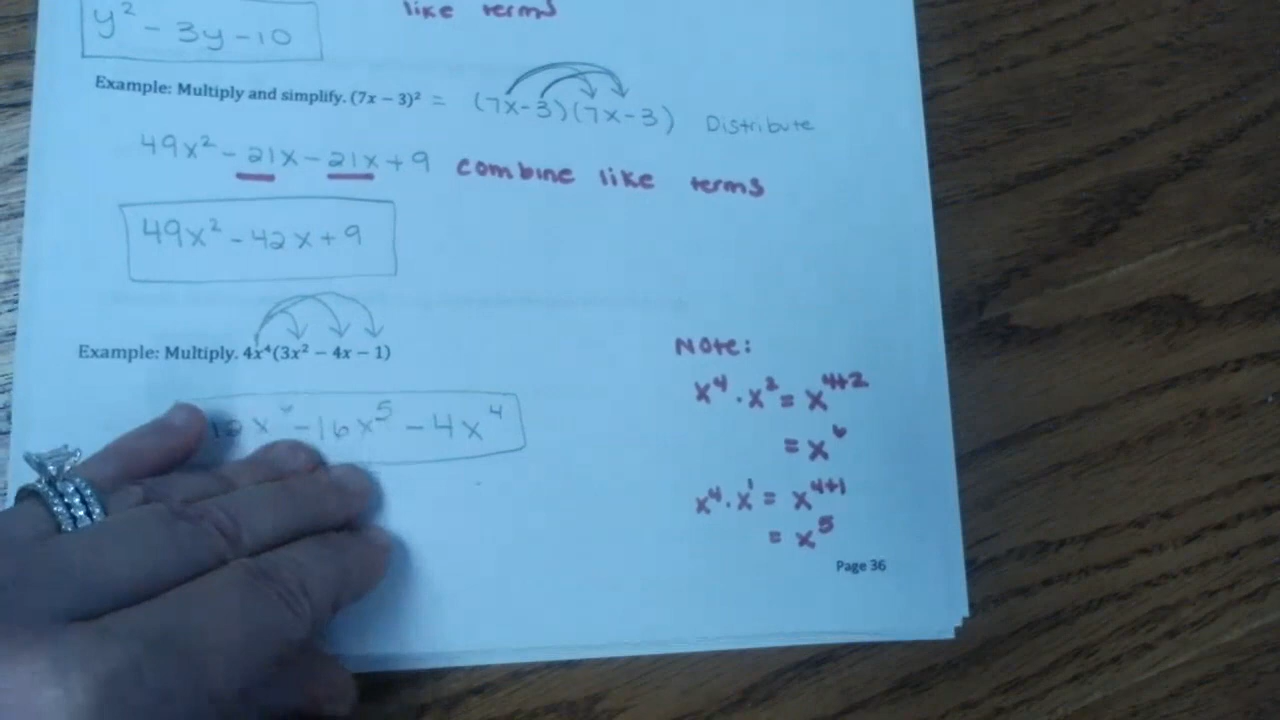 like terms
y² - 3y - 10
Example: Multiply and simplify. (7x − 3)² = (7x-3)(7x-3) Distribute
49x² - 21x - 21x + 9 combine like terms
49x² - 42x + 9
Example: Multiply. 4x⁴(3x² − 4x − 1)
Note:
x⁴ · x² = x⁴⁺²
= x⁶
12x⁶ - 16x⁵ - 4x⁴
x⁴ · x¹ = x⁴⁺¹
= x⁵
Page 36